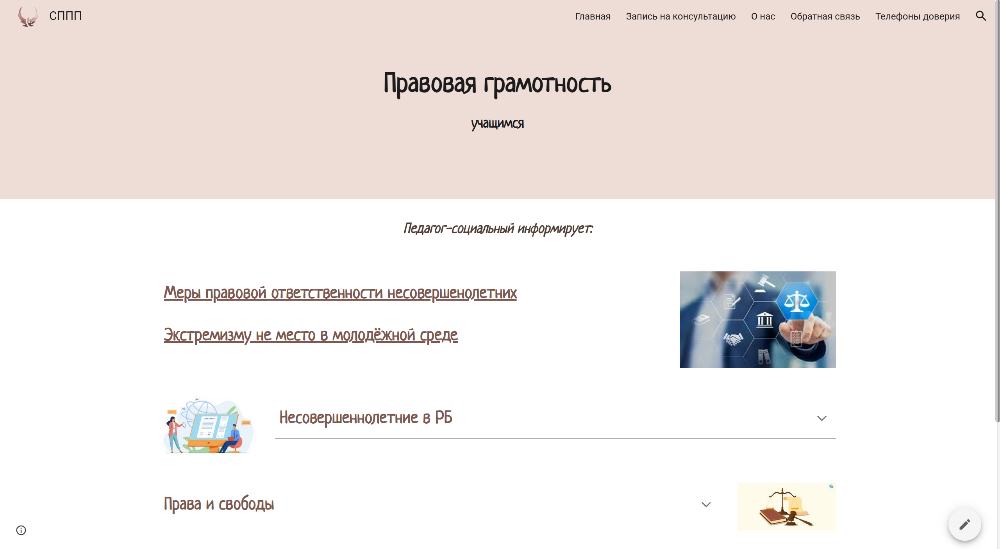 СППП
Главная
Запись на консультацию
О нас
Обратная связь
Телефоны доверия
Правовая грамотность
учащимся
Педагог-социальный информирует:
Меры правовой ответственности несовершенолетних
Экстремизму не место в молодёжной среде
CONTRACT
Несовершеннолетние в РБ
Права и свободы